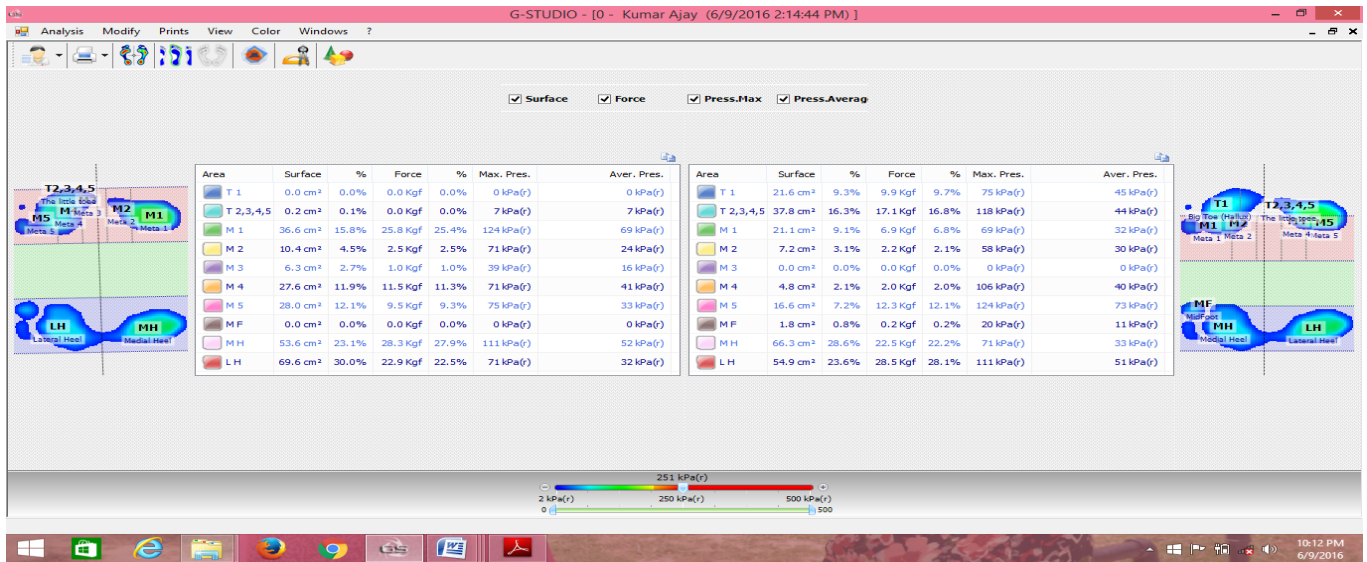 G-STUDIO - [0 - Kumar Ajay (6/9/2016 2:14:44 PM) ]
Analysis Modify Prints View Color Windows ?
Surface Force Press.Max Press.Averag
T2,3,4,5
The little toee
M5 M Meta 3 M2 M1
Meta 5 Meta 4 Meta 2 Meta 1
LH MH
Lateral Heel Medial Heel
Area Surface % Force % Max. Pres. Aver. Pres.
T 1 0.0 cm² 0.0% 0.0 Kgf 0.0% 0 kPa(r) 0 kPa(r)
T 2,3,4,5 0.2 cm² 0.1% 0.0 Kgf 0.0% 7 kPa(r) 7 kPa(r)
M 1 36.6 cm² 15.8% 25.8 Kgf 25.4% 124 kPa(r) 69 kPa(r)
M 2 10.4 cm² 4.5% 2.5 Kgf 2.5% 71 kPa(r) 24 kPa(r)
M 3 6.3 cm² 2.7% 1.0 Kgf 1.0% 39 kPa(r) 16 kPa(r)
M 4 27.6 cm² 11.9% 11.5 Kgf 11.3% 71 kPa(r) 41 kPa(r)
M 5 28.0 cm² 12.1% 9.5 Kgf 9.3% 75 kPa(r) 33 kPa(r)
M F 0.0 cm² 0.0% 0.0 Kgf 0.0% 0 kPa(r) 0 kPa(r)
M H 53.6 cm² 23.1% 28.3 Kgf 27.9% 111 kPa(r) 52 kPa(r)
L H 69.6 cm² 30.0% 22.9 Kgf 22.5% 71 kPa(r) 32 kPa(r)
Area Surface % Force % Max. Pres. Aver. Pres.
T 1 21.6 cm² 9.3% 9.9 Kgf 9.7% 75 kPa(r) 45 kPa(r)
T 2,3,4,5 37.8 cm² 16.3% 17.1 Kgf 16.8% 118 kPa(r) 44 kPa(r)
M 1 21.1 cm² 9.1% 6.9 Kgf 6.8% 69 kPa(r) 32 kPa(r)
M 2 7.2 cm² 3.1% 2.2 Kgf 2.1% 58 kPa(r) 30 kPa(r)
M 3 0.0 cm² 0.0% 0.0 Kgf 0.0% 0 kPa(r) 0 kPa(r)
M 4 4.8 cm² 2.1% 2.0 Kgf 2.0% 106 kPa(r) 40 kPa(r)
M 5 16.6 cm² 7.2% 12.3 Kgf 12.1% 124 kPa(r) 73 kPa(r)
M F 1.8 cm² 0.8% 0.2 Kgf 0.2% 20 kPa(r) 11 kPa(r)
M H 66.3 cm² 28.6% 22.5 Kgf 22.2% 71 kPa(r) 33 kPa(r)
L H 54.9 cm² 23.6% 28.5 Kgf 28.1% 111 kPa(r) 51 kPa(r)
T1 T2,3,4,5
Big Toe (Hallux) The little toee
M1 M2 M5
Meta 1 Meta 2 Meta 4 Meta 5
MF
MidFoot
MH LH
Medial Heel Lateral Heel
251 kPa(r)
2 kPa(r) 250 kPa(r) 500 kPa(r)
0 500
GS
10:12 PM
6/9/2016